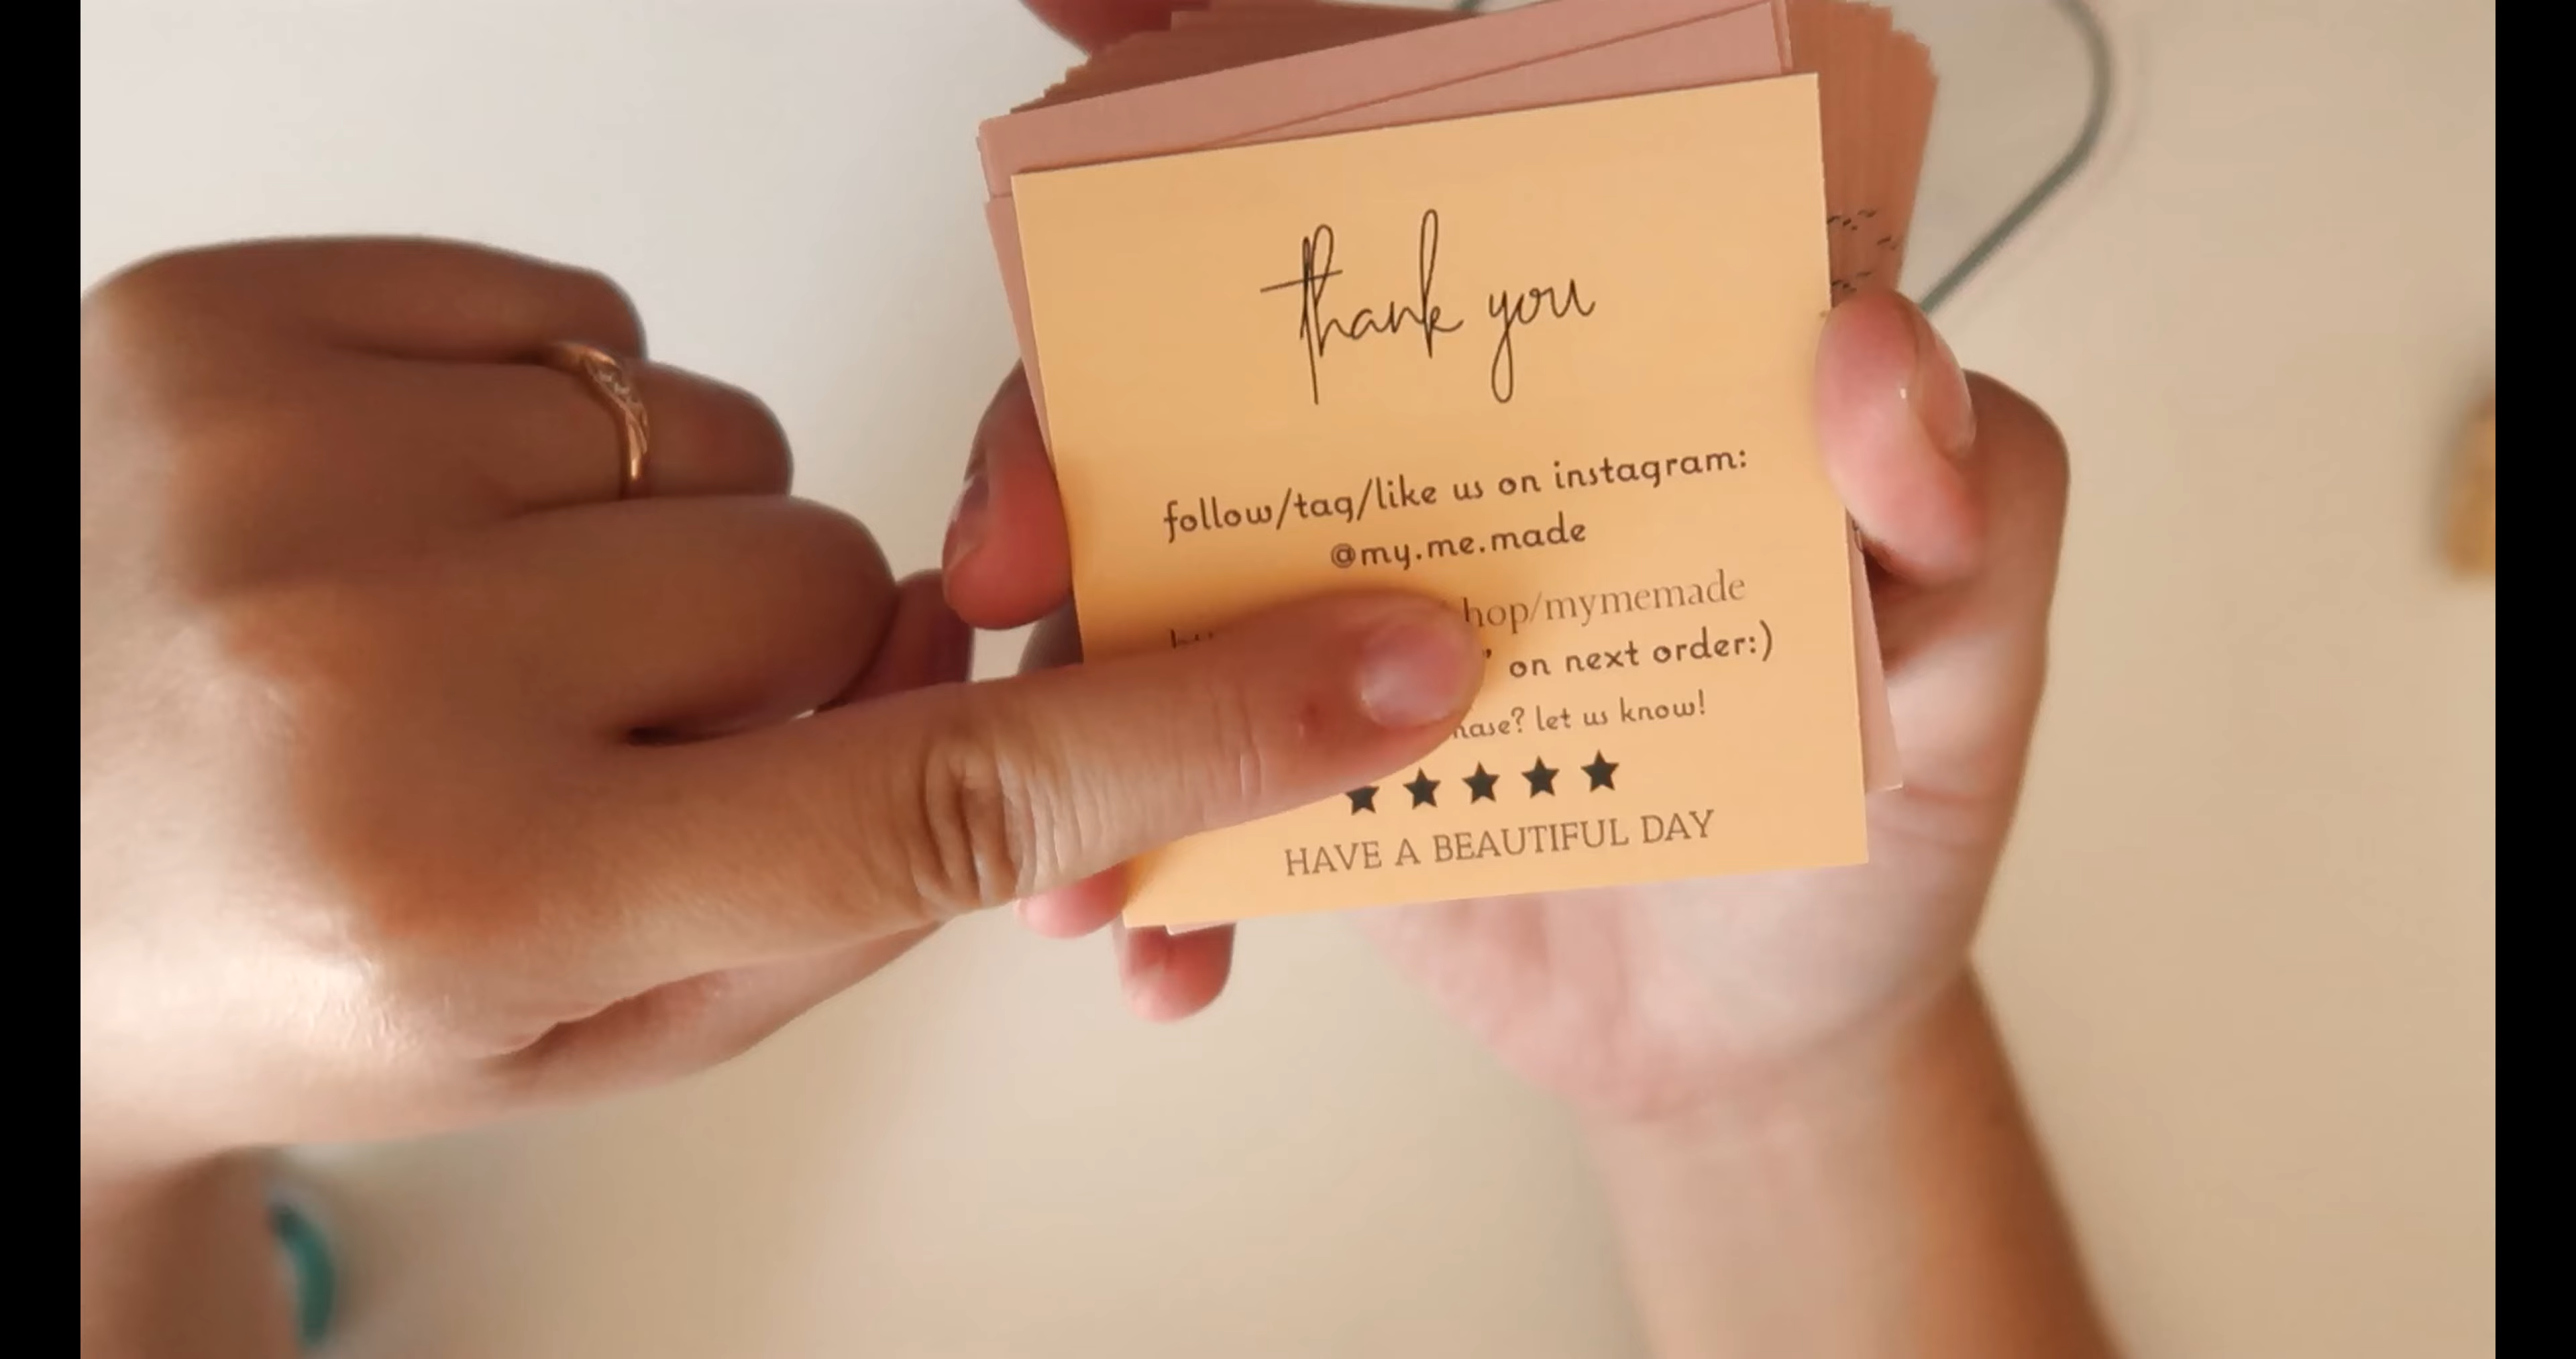 thank you
follow/tag/like us on instagram:
@my.me.made
hop/mymemade
on next order:)
let us know!
HAVE A BEAUTIFUL DAY